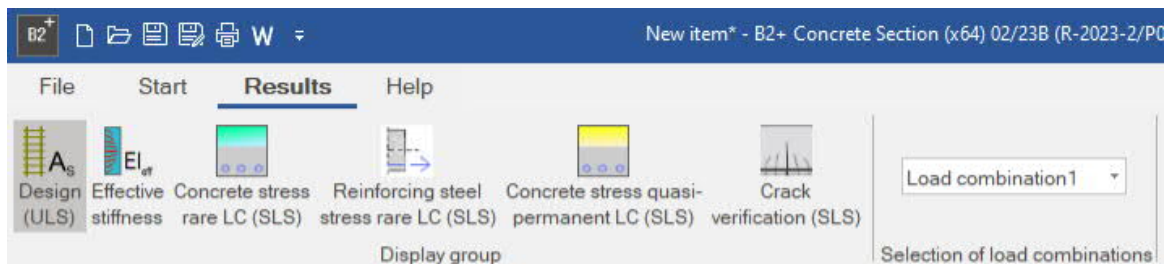 B2+ W New item* - B2+ Concrete Section (x64) 02/23B (R-2023-2/P0
File Start Results Help
As EIeff
Design Effective Concrete stress Reinforcing steel Concrete stress quasi- Crack Load combination1
(ULS) stiffness rare LC (SLS) stress rare LC (SLS) permanent LC (SLS) verification (SLS)
Display group Selection of load combinations